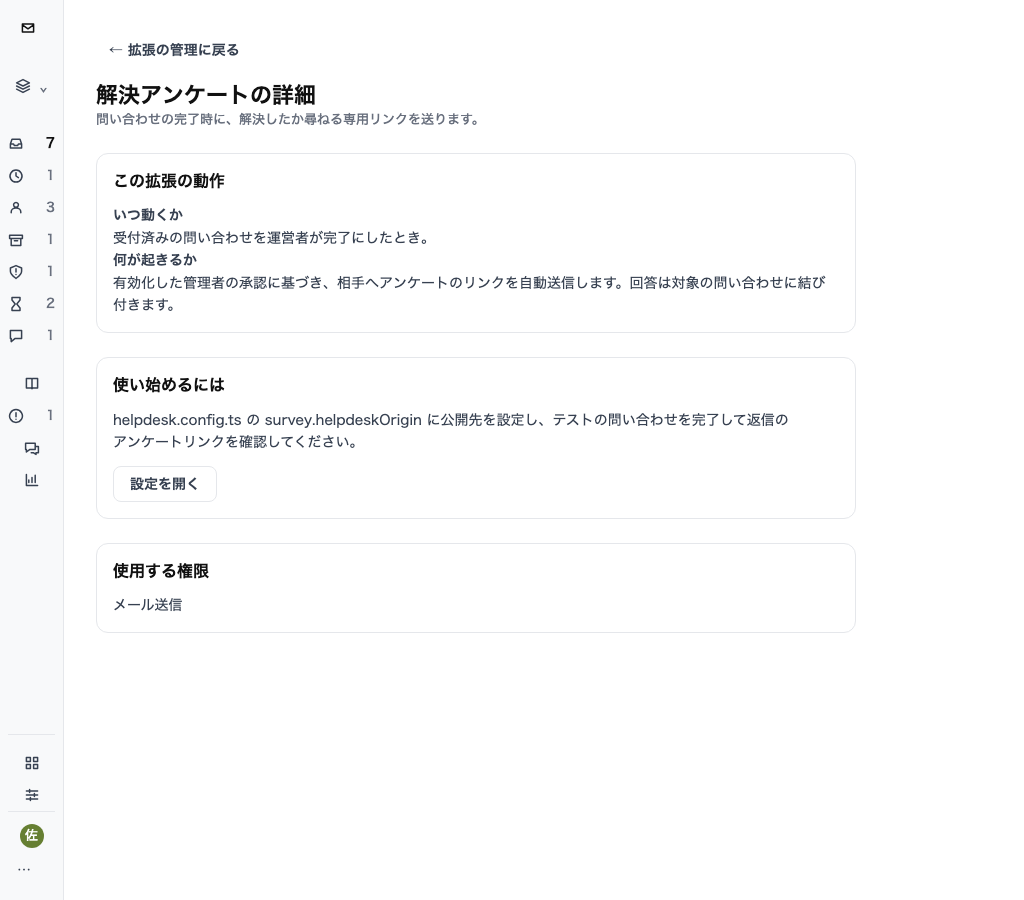 ← 拡張の管理に戻る
解決アンケートの詳細
問い合わせの完了時に、解決したか尋ねる専用リンクを送ります。
7
1
3
1
1
2
1
1
この拡張の動作
いつ動くか
受付済みの問い合わせを運営者が完了にしたとき。
何が起きるか
有効化した管理者の承認に基づき、相手へアンケートのリンクを自動送信します。回答は対象の問い合わせに結び
付きます。
使い始めるには
helpdesk.config.ts の survey.helpdeskOrigin に公開先を設定し、テストの問い合わせを完了して返信の
アンケートリンクを確認してください。
設定を開く
使用する権限
メール送信
佐
…